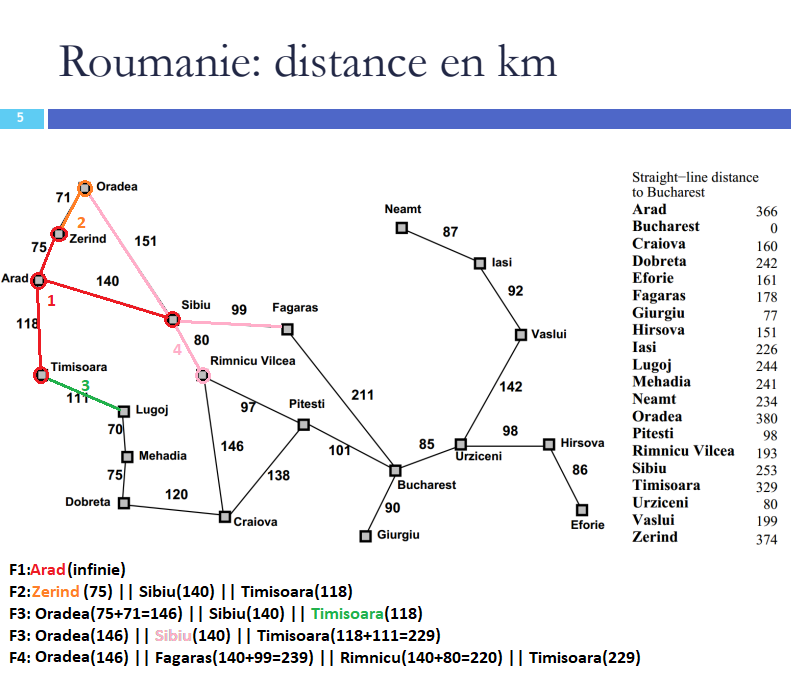 Roumanie: distance en km
5
Oradea
71
2
Zerind
75
151
Arad
140
1
118
Sibiu
99
Fagaras
80
4
Timisoara
Rimnicu Vilcea
3
111
Lugoj
97
Pitesti
211
70
Mehadia
146
101
75
138
Dobreta
120
Craiova
Neamt
87
Iasi
92
Vaslui
142
85
98
Hirsova
Urziceni
86
Bucharest
90
Giurgiu
Eforie
Straight−line distance
to Bucharest
Arad 366
Bucharest 0
Craiova 160
Dobreta 242
Eforie 161
Fagaras 178
Giurgiu 77
Hirsova 151
Iasi 226
Lugoj 244
Mehadia 241
Neamt 234
Oradea 380
Pitesti 98
Rimnicu Vilcea 193
Sibiu 253
Timisoara 329
Urziceni 80
Vaslui 199
Zerind 374
F1:Arad(infinie)
F2:Zerind (75) || Sibiu(140) || Timisoara(118)
F3: Oradea(75+71=146) || Sibiu(140) || Timisoara(118)
F3: Oradea(146) || Sibiu(140) || Timisoara(118+111=229)
F4: Oradea(146) || Fagaras(140+99=239) || Rimnicu(140+80=220) || Timisoara(229)